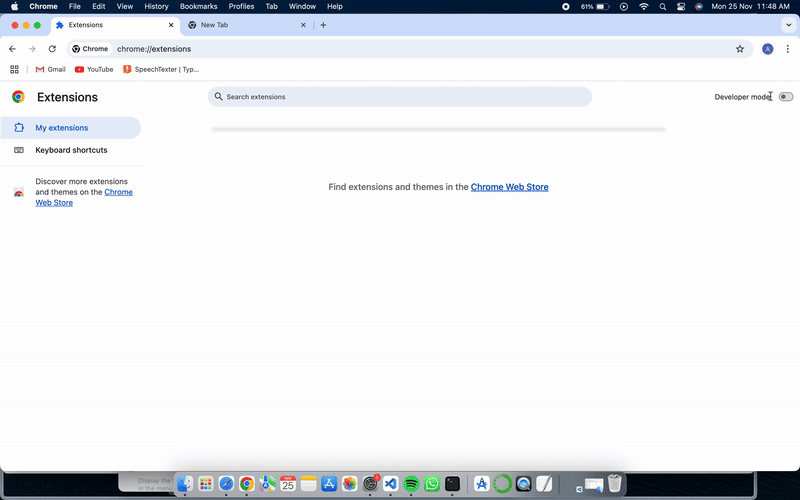 Chrome File Edit View History Bookmarks Profiles Tab Window Help 61% Mon 25 Nov 11:48 AM
Extensions New Tab
Chrome chrome://extensions
Gmail YouTube SpeechTexter | Typ...
Extensions Search extensions Developer mode
My extensions
Keyboard shortcuts
Discover more extensions
and themes on the Chrome
Web Store
Find extensions and themes in the Chrome Web Store
Display the
in the menu
25